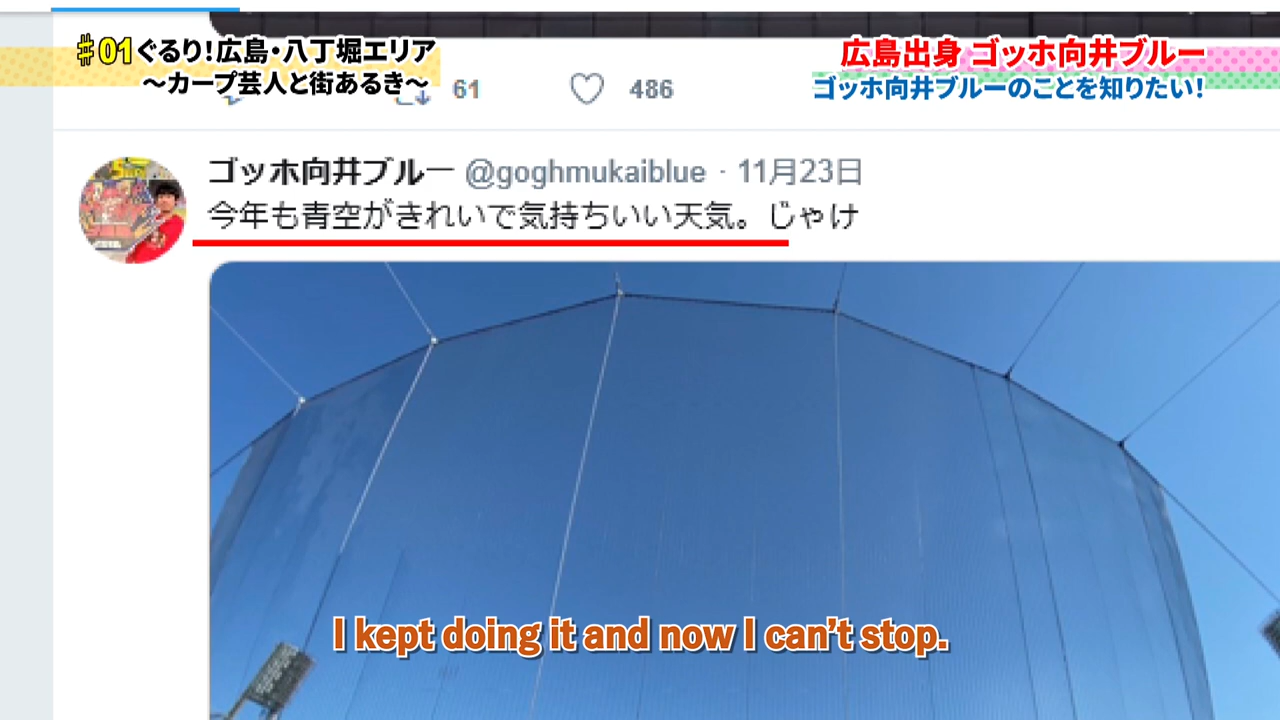 #01ぐるり!広島・八丁堀エリア
〜カープ芸人と街あるき〜
広島出身 ゴッホ向井ブルー
ゴッホ向井ブルーのことを知りたい!
61 486
ゴッホ向井ブルー @goghmukaiblue · 11月23日
今年も青空がきれいで気持ちいい天気。じゃけ
I kept doing it and now I can't stop.